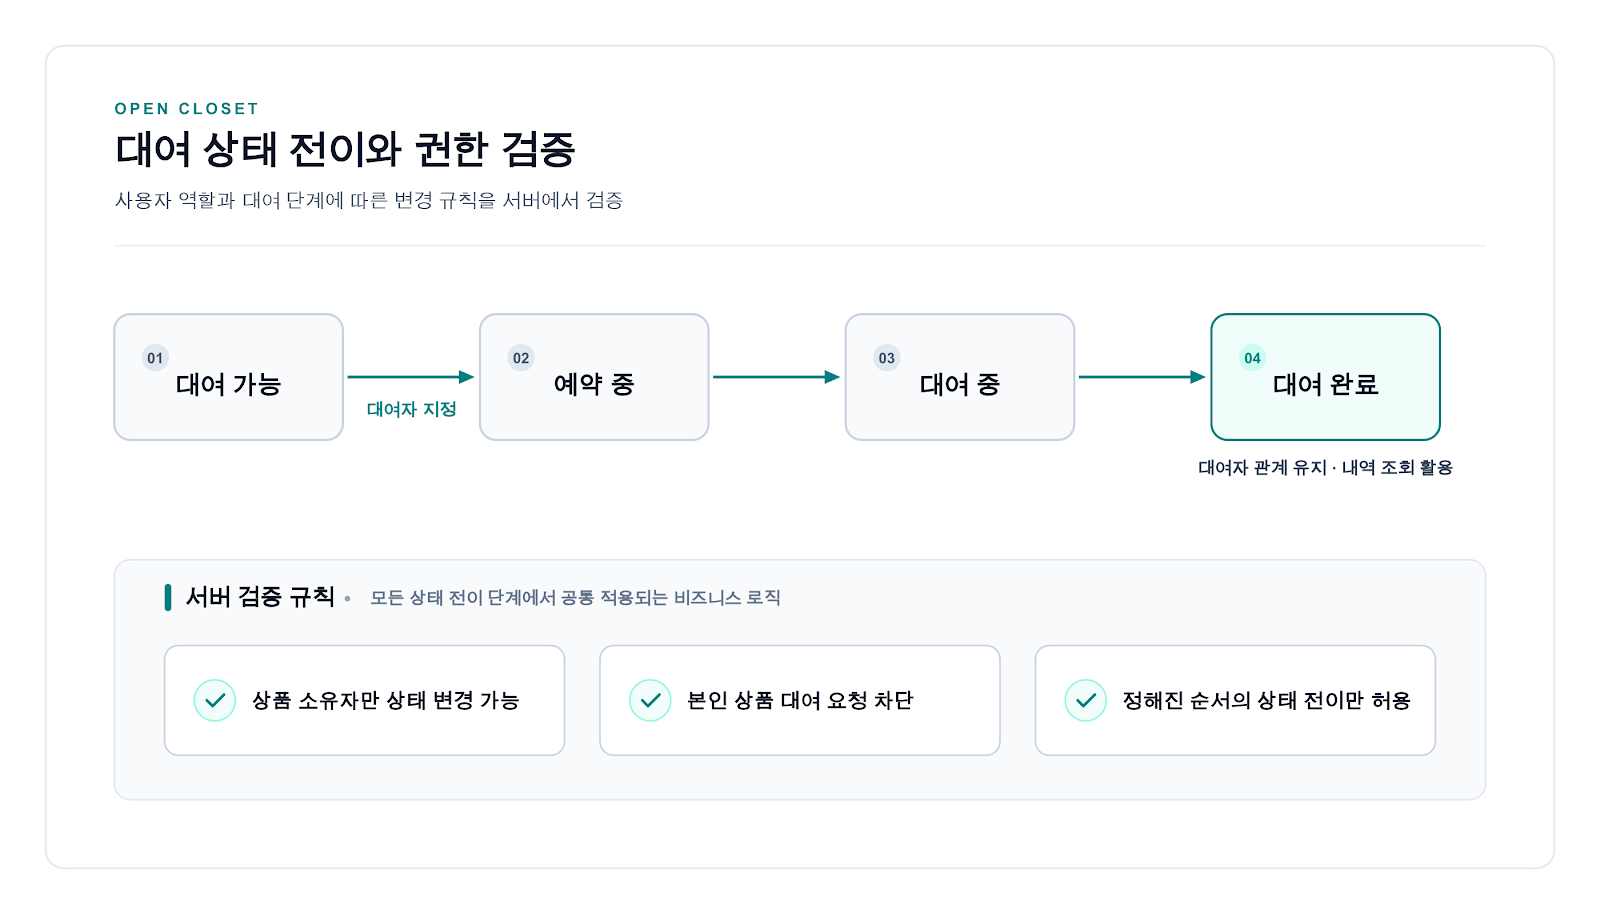 OPEN CLOSET
대여 상태 전이와 권한 검증
사용자 역할과 대여 단계에 따른 변경 규칙을 서버에서 검증
01
대여 가능
대여자 지정
02
예약 중
03
대여 중
04
대여 완료
대여자 관계 유지 · 내역 조회 활용
서버 검증 규칙 • 모든 상태 전이 단계에서 공통 적용되는 비즈니스 로직
상품 소유자만 상태 변경 가능
본인 상품 대여 요청 차단
정해진 순서의 상태 전이만 허용